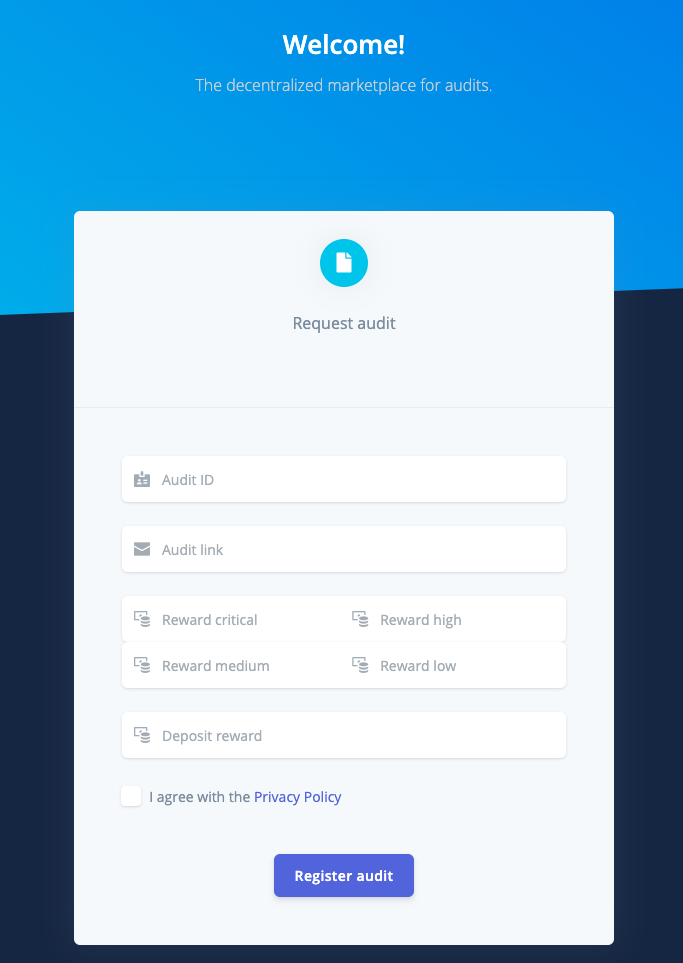 Welcome!
The decentralized marketplace for audits.
Request audit
Audit ID
Audit link
Reward critical Reward high
Reward medium Reward low
Deposit reward
I agree with the Privacy Policy
Register audit